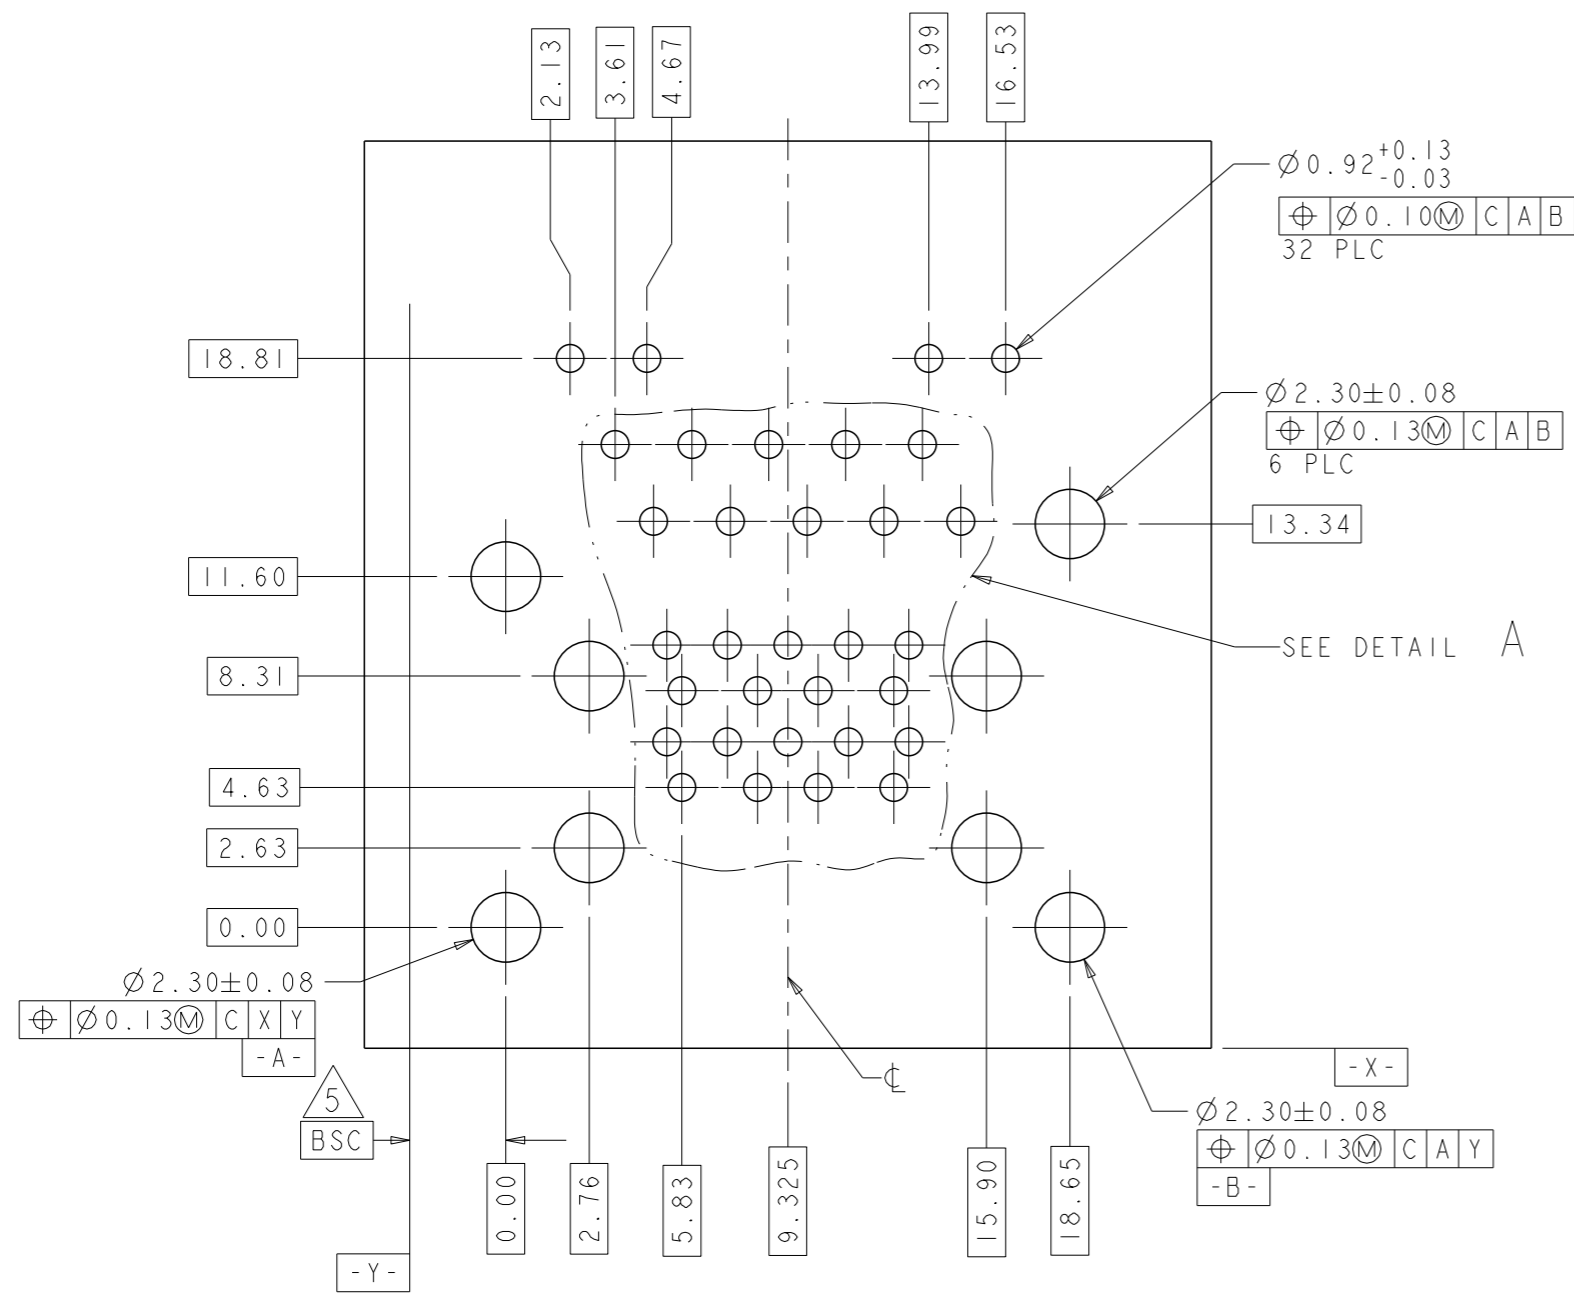 2.13
3.61
4.67
13.99
16.53
Ø0.92 +0.13 -0.03
⌖ Ø0.10Ⓜ C A B
32 PLC
18.81
Ø2.30±0.08
⌖ Ø0.13Ⓜ C A B
6 PLC
13.34
11.60
SEE DETAIL A
8.31
4.63
2.63
0.00
Ø2.30±0.08
⌖ Ø0.13Ⓜ C X Y
-A-
5
BSC
℄
-X-
Ø2.30±0.08
⌖ Ø0.13Ⓜ C A Y
-B-
0.00
2.76
5.83
9.325
15.90
18.65
-Y-